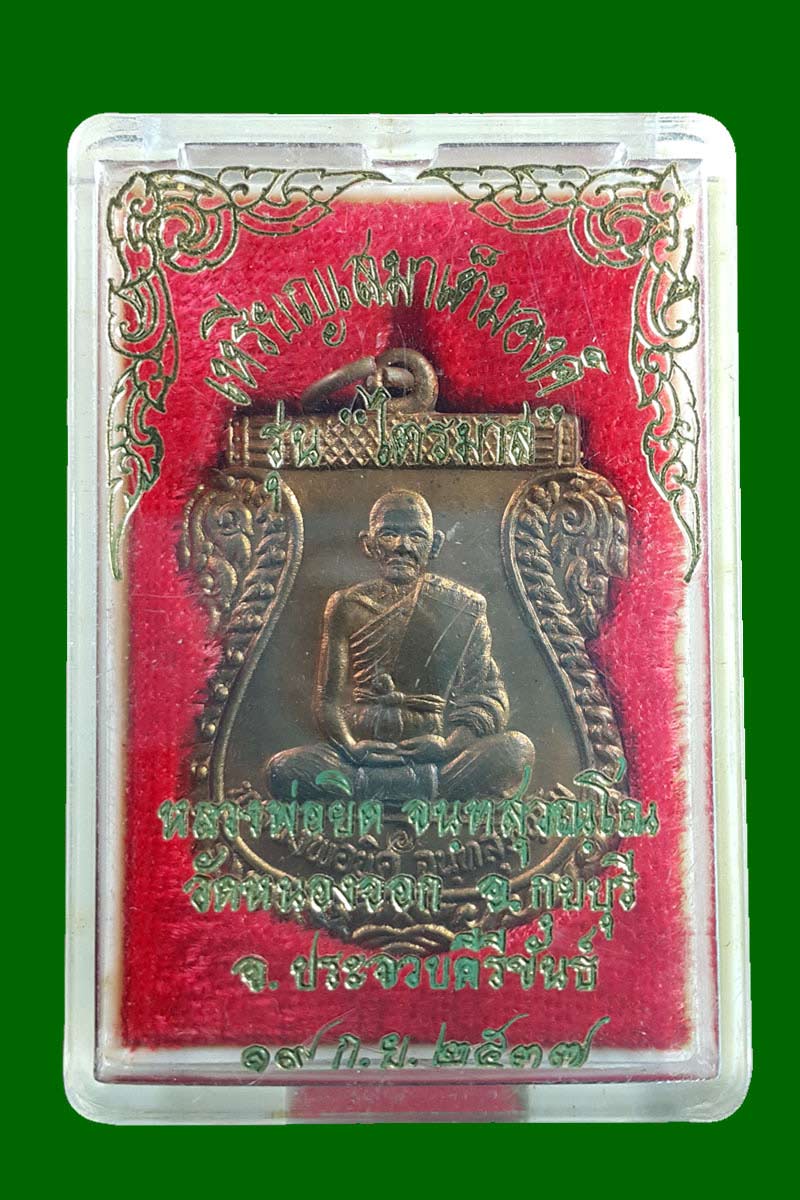 เหรียญเสมาเต็มองค์
รุ่น "ไตรมาส"
หลวงพ่อยิด จนฺทสุวณฺโณ
วัดหนองจอก อ.กุยบุรี
จ.ประจวบคีรีขันธ์
๑๙ ก.ย. ๒๕๓๗